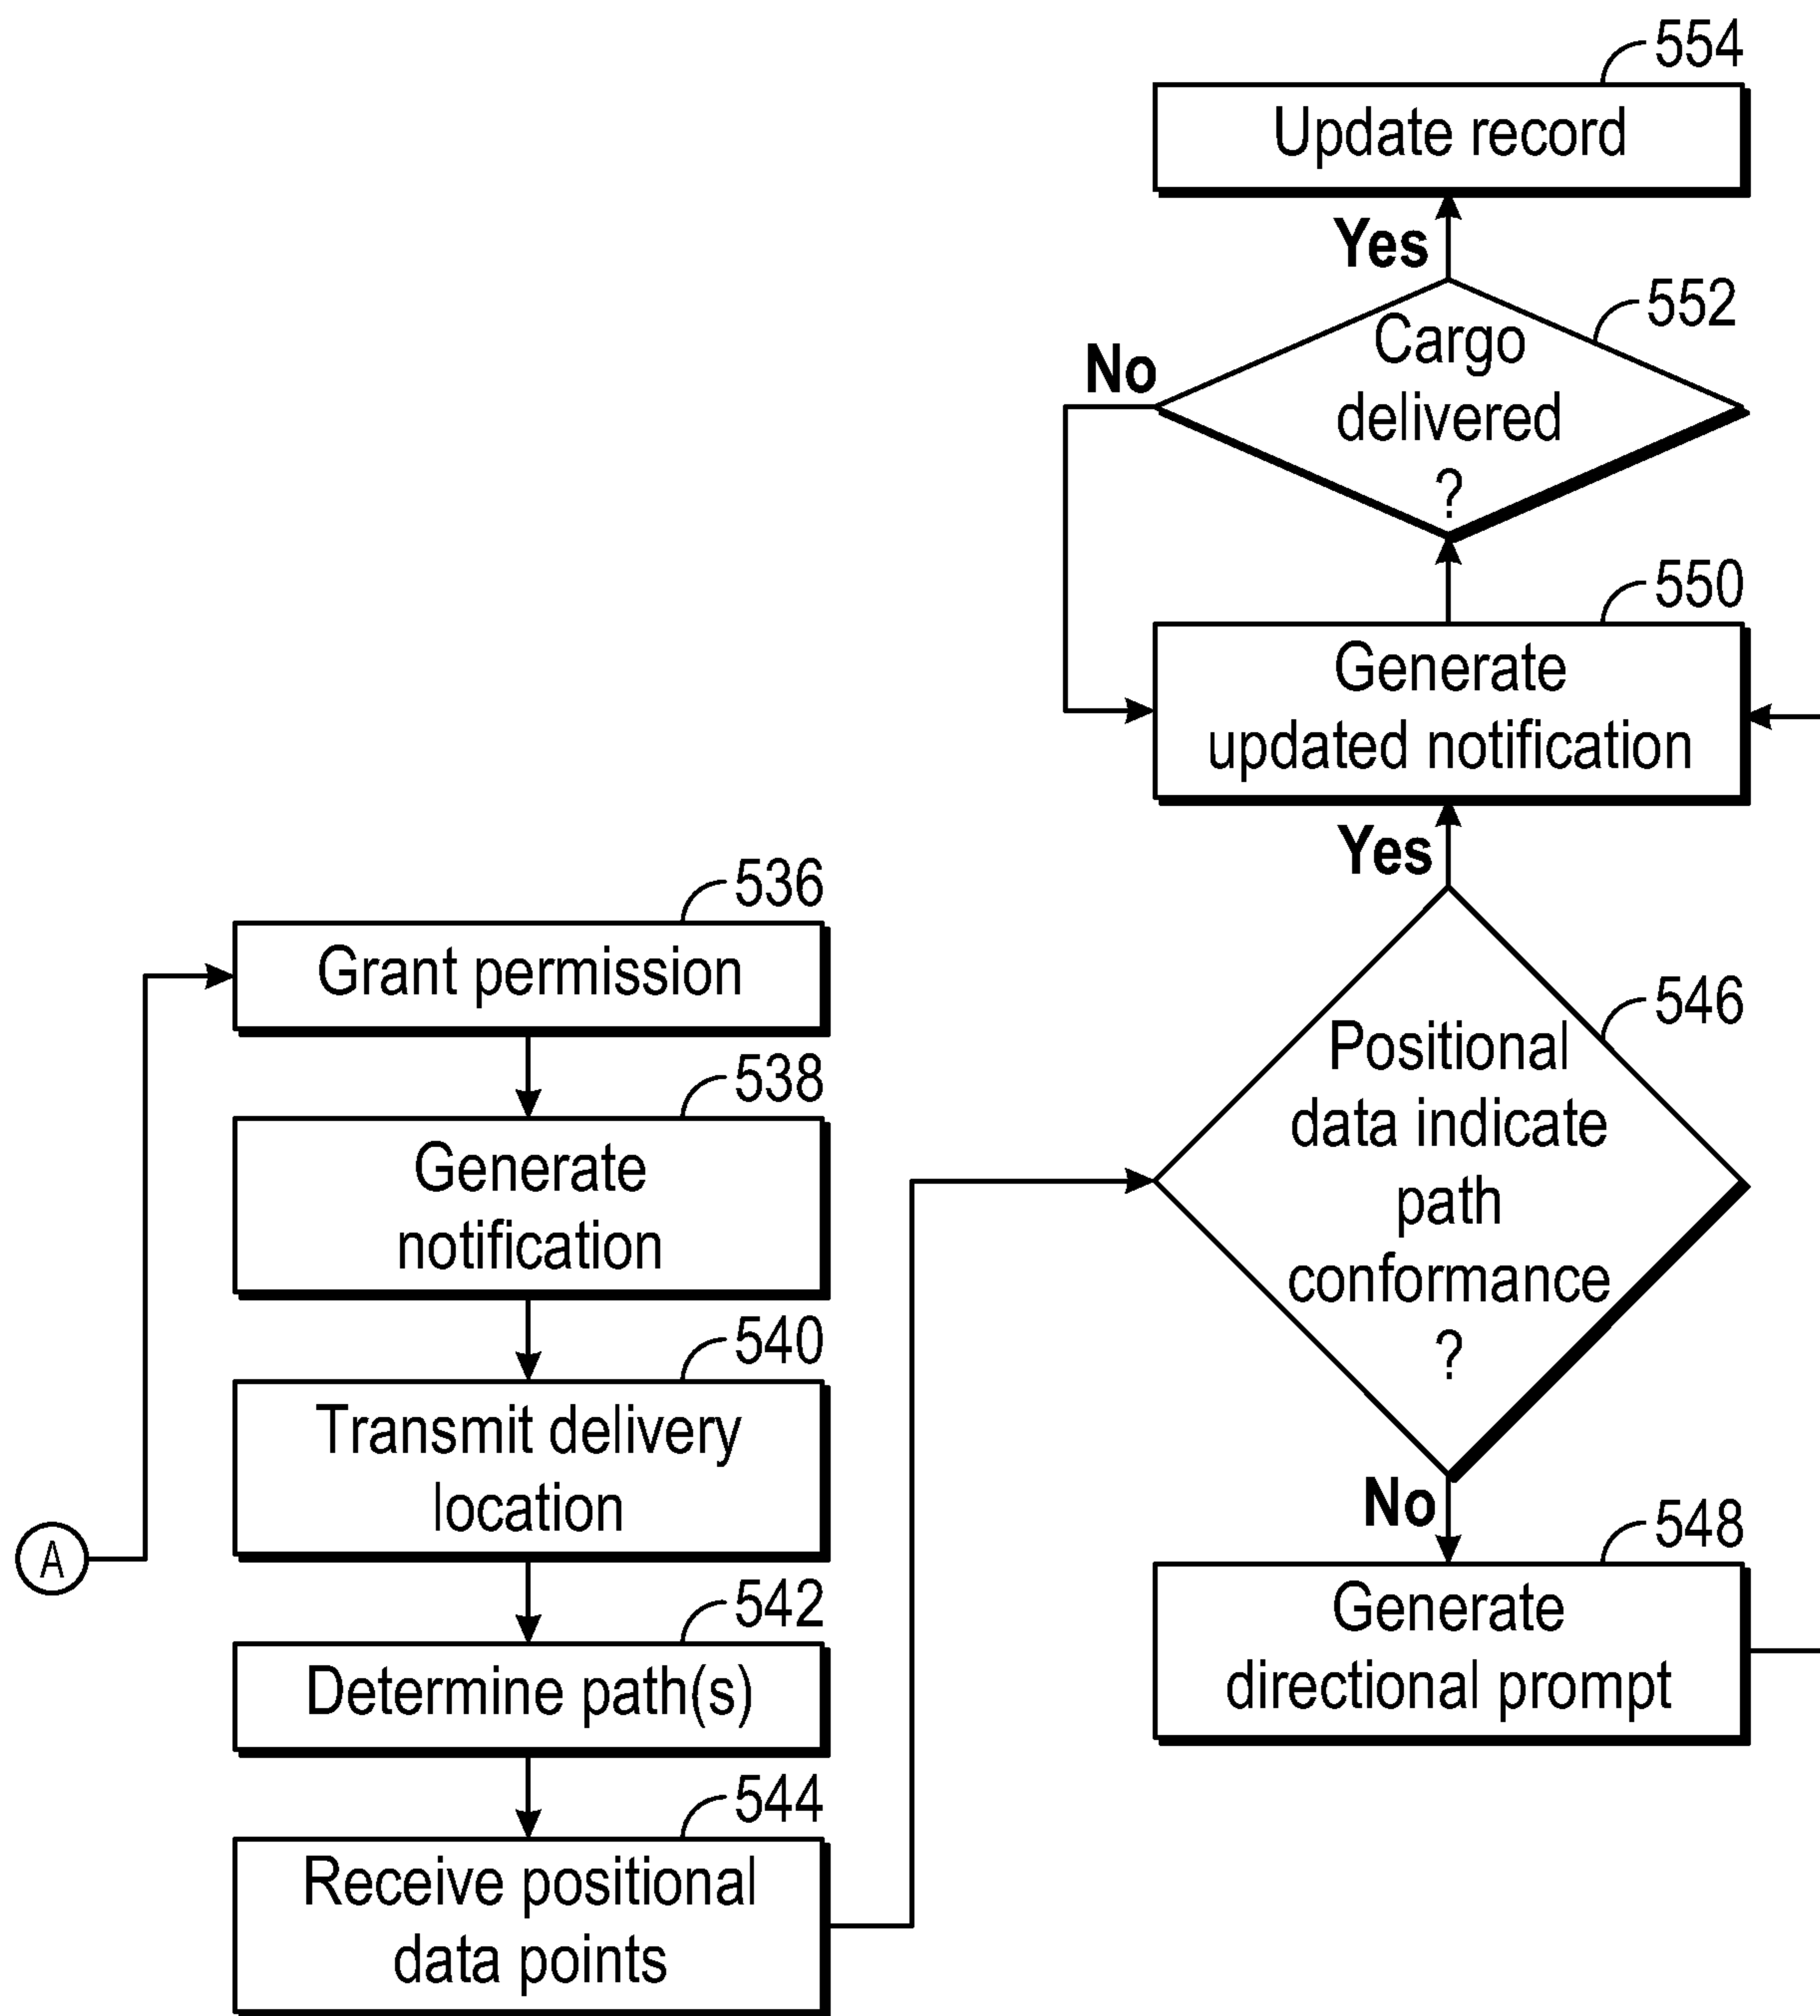 A
536
Grant permission
538
Generate
notification
540
Transmit delivery
location
542
Determine path(s)
544
Receive positional
data points
546
Positional
data indicate
path
conformance
?
No
548
Generate
directional prompt
Yes
550
Generate
updated notification
552
Cargo
delivered
?
No
Yes
554
Update record